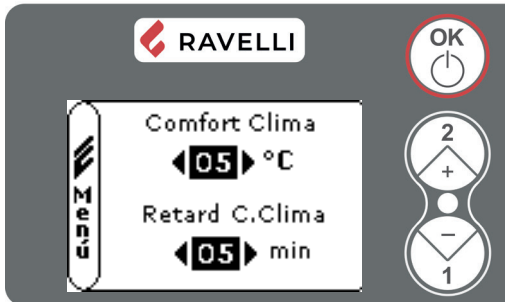 RAVELLI
OK
Comfort Clima
05 °C
Retard C.Clima
05 min
Menú
2
+
−
1